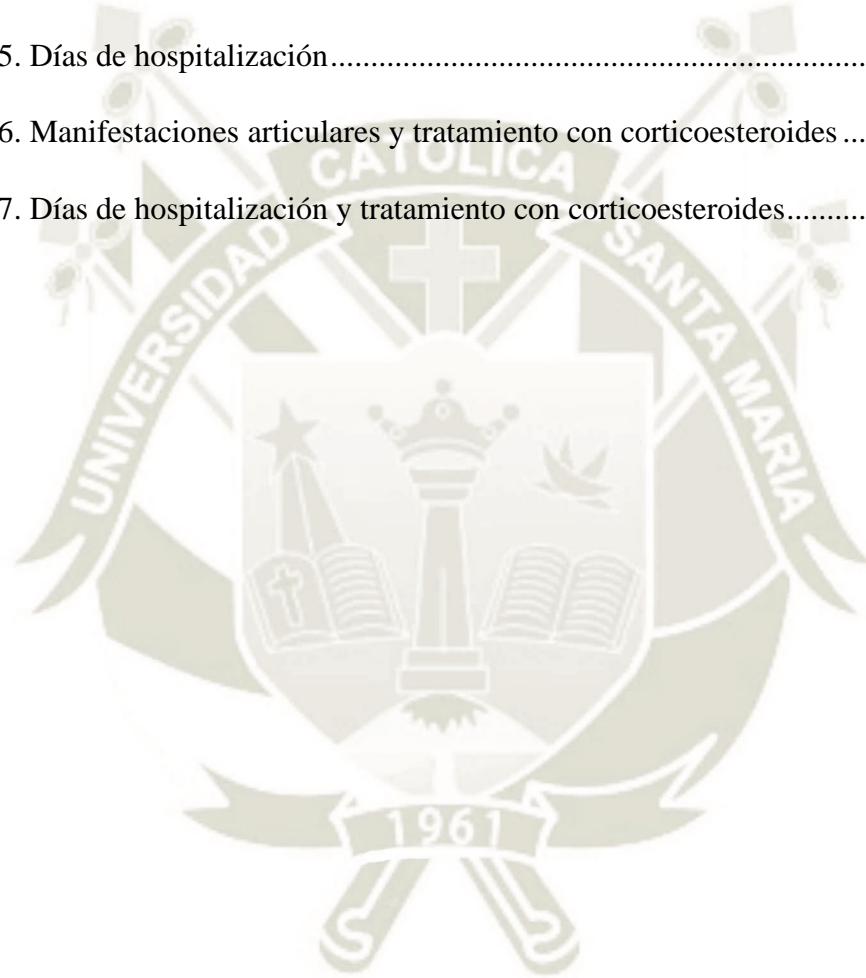 5. Días de hospitalización....................................................................
6. Manifestaciones articulares y tratamiento con corticoesteroides ...
7. Días de hospitalización y tratamiento con corticoesteroides..........
UNIVERSIDAD CATÓLICA SANTA MARIA
1961